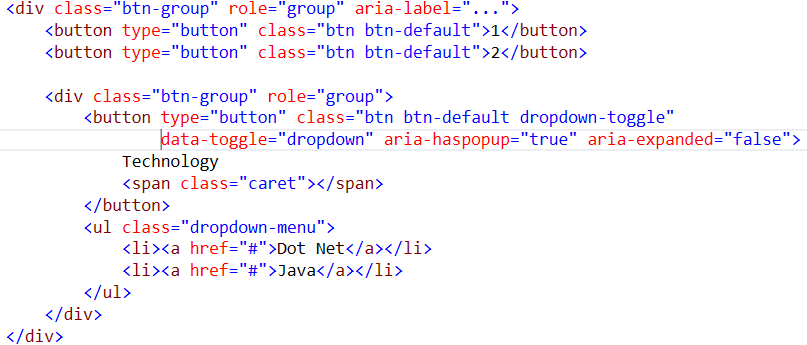 <div class="btn-group" role="group" aria-label="...">
    <button type="button" class="btn btn-default">1</button>
    <button type="button" class="btn btn-default">2</button>

    <div class="btn-group" role="group">
        <button type="button" class="btn btn-default dropdown-toggle"
                data-toggle="dropdown" aria-haspopup="true" aria-expanded="false">
            Technology
            <span class="caret"></span>
        </button>
        <ul class="dropdown-menu">
            <li><a href="#">Dot Net</a></li>
            <li><a href="#">Java</a></li>
        </ul>
    </div>
</div>